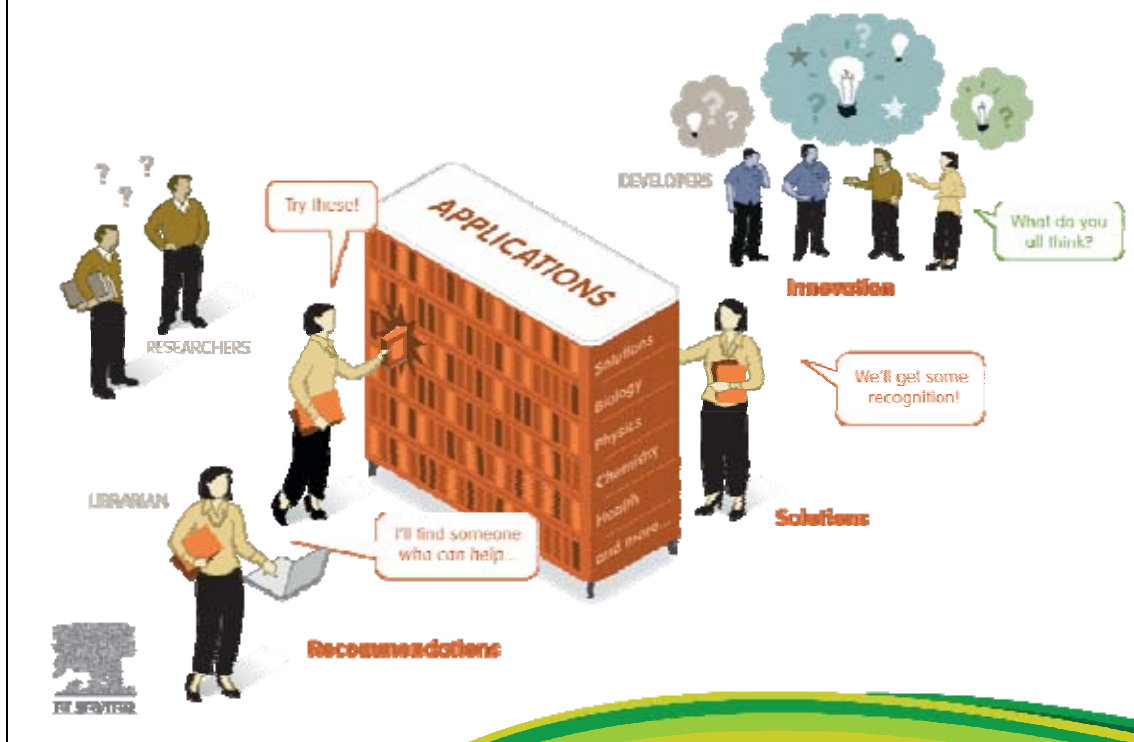 DEVELOPERS
Try these!
APPLICATIONS
What do you
all think?
Innovation
RESEARCHERS
Solutions
Biology
Physics
Chemistry
Health
and more...
We'll get some
recognition!
LIBRARIAN
I'll find someone
who can help...
Solutions
Recommendations
ELSEVIER